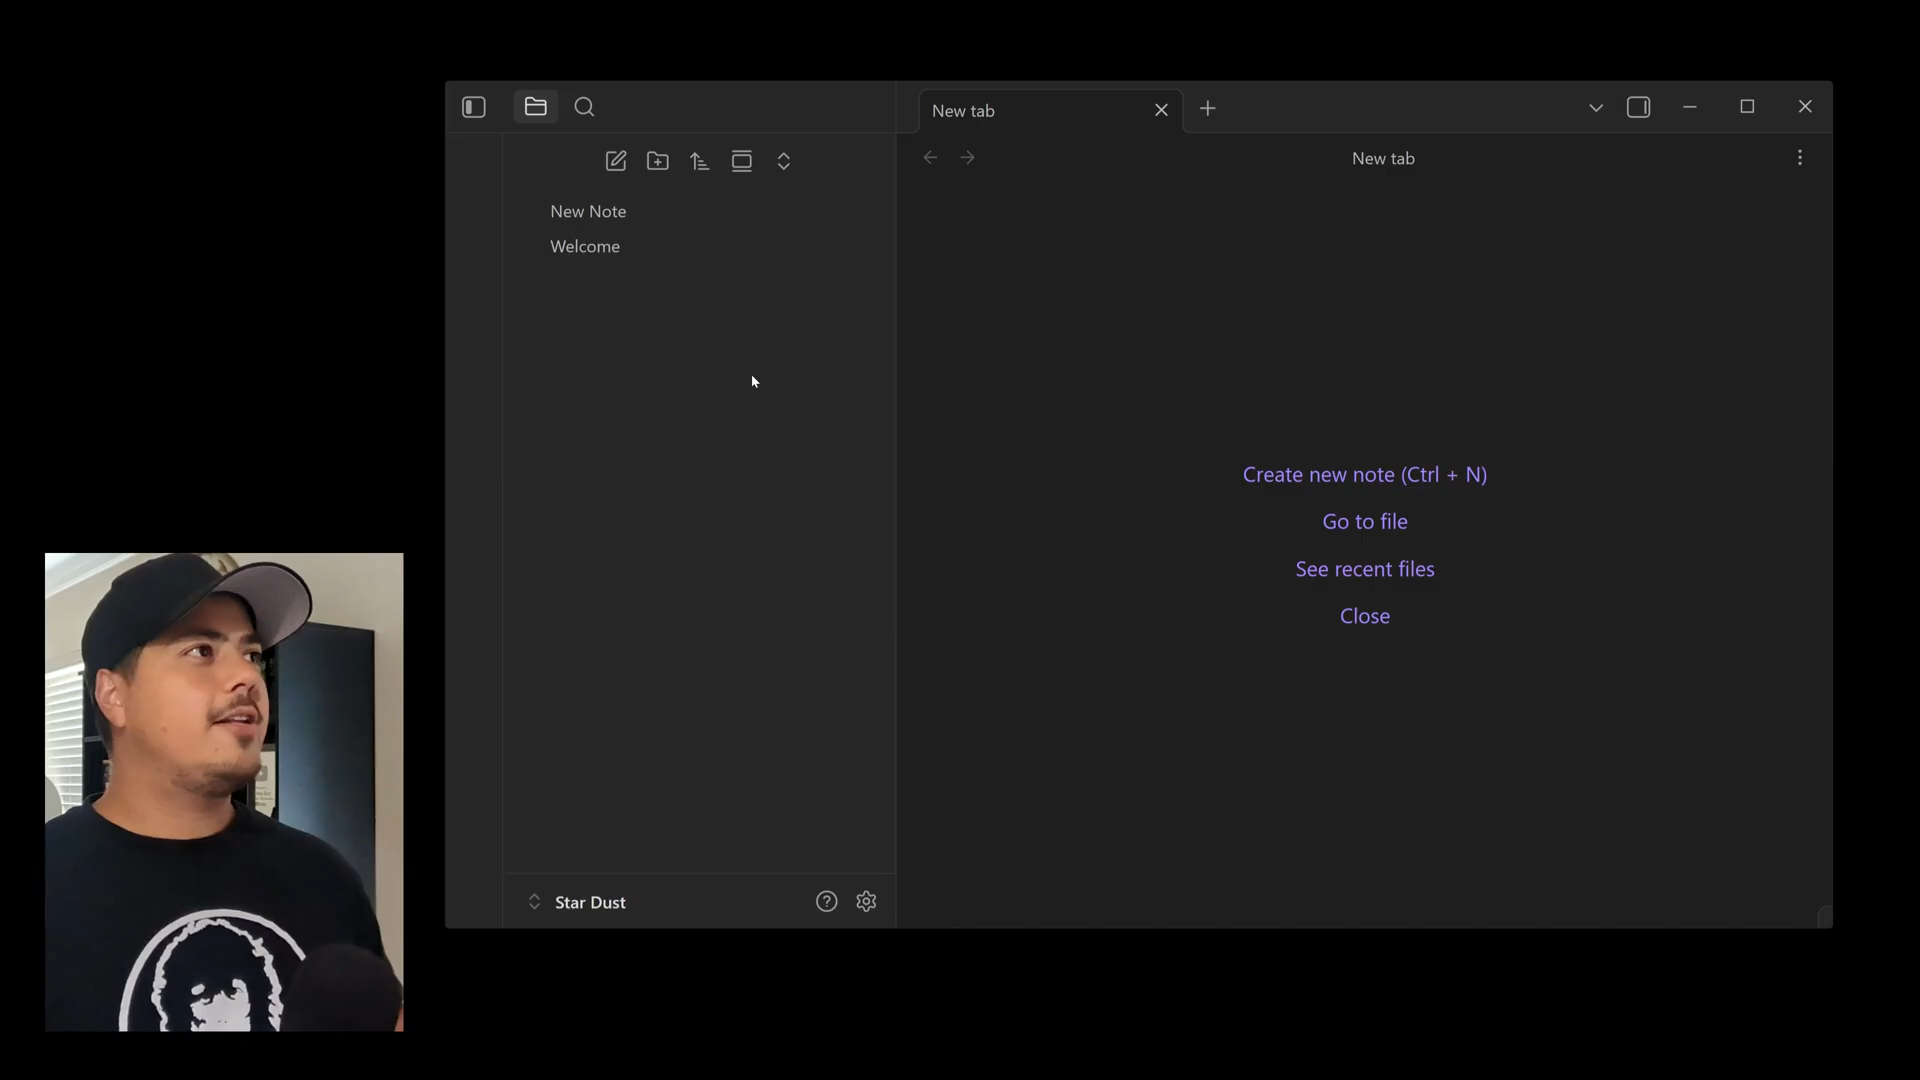 New tab
New tab
New Note
Welcome
Create new note (Ctrl + N)
Go to file
See recent files
Close
Star Dust